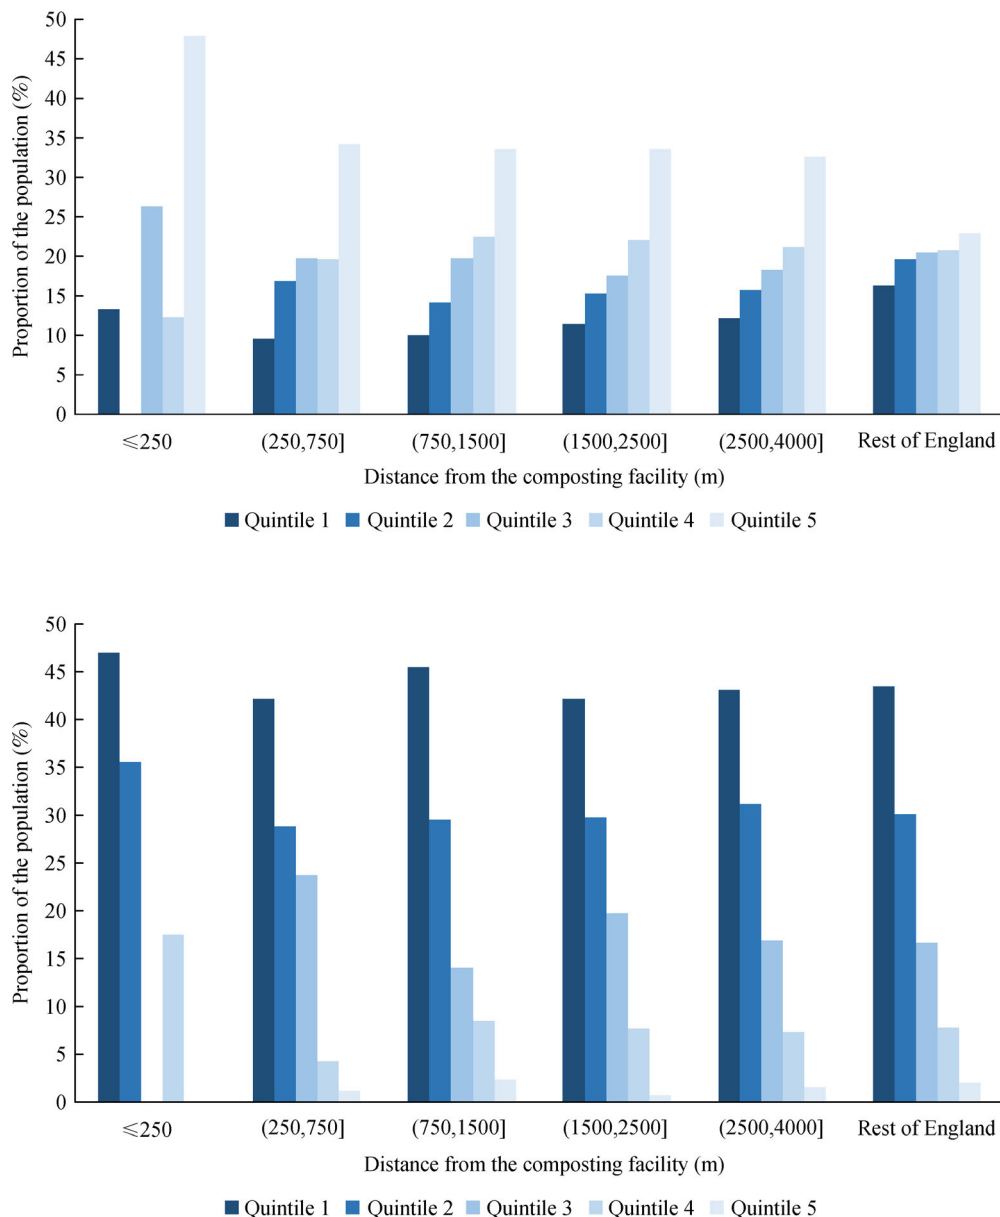 Proportion of the population (%)
50
45
40
35
30
25
20
15
10
5
0
⩽250 (250,750] (750,1500] (1500,2500] (2500,4000] Rest of England
Distance from the composting facility (m)
Quintile 1 Quintile 2 Quintile 3 Quintile 4 Quintile 5
Proportion of the population (%)
50
45
40
35
30
25
20
15
10
5
0
⩽250 (250,750] (750,1500] (1500,2500] (2500,4000] Rest of England
Distance from the composting facility (m)
Quintile 1 Quintile 2 Quintile 3 Quintile 4 Quintile 5